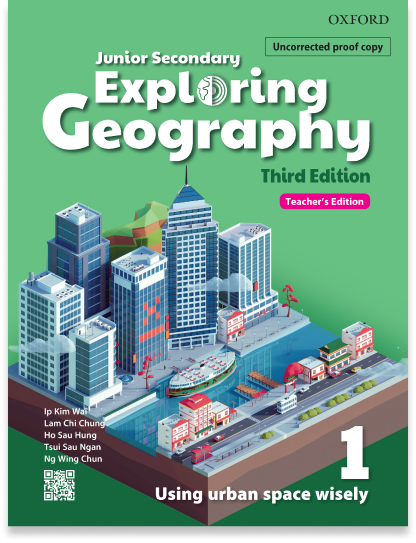 OXFORD
Uncorrected proof copy
Junior Secondary
Exploring
Geography
Third Edition
Teacher's Edition
Ip Kim Wai
Lam Chi Chung
Ho Sau Hung
Tsui Sau Ngan
Ng Wing Chun
1
Using urban space wisely